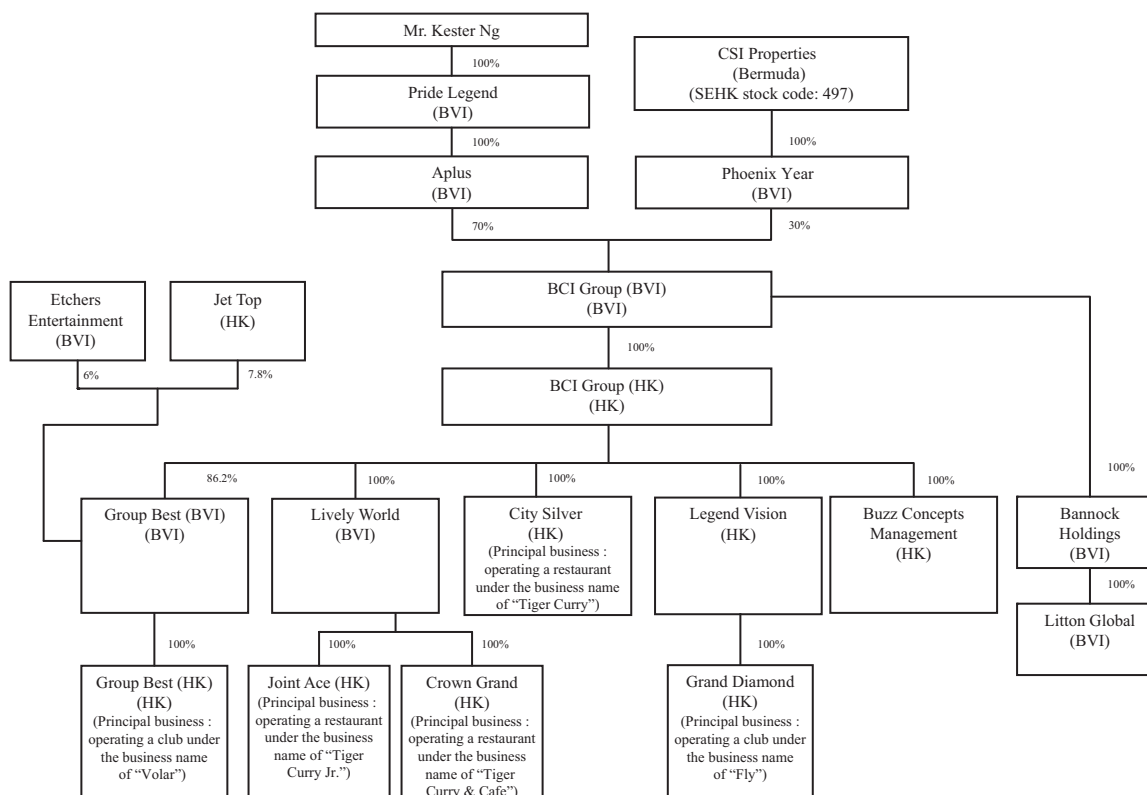 Mr. Kester Ng
CSI Properties
(Bermuda)
(SEHK stock code: 497)
100%
Pride Legend
(BVI)
100%
100%
Aplus
(BVI)
Phoenix Year
(BVI)
70%
30%
Etchers
Entertainment
(BVI)
Jet Top
(HK)
BCI Group (BVI)
(BVI)
6%
7.8%
100%
BCI Group (HK)
(HK)
86.2%
100%
100%
100%
100%
100%
Group Best (BVI)
(BVI)
Lively World
(BVI)
City Silver
(HK)
(Principal business :
operating a restaurant
under the business name
of “Tiger Curry”)
Legend Vision
(HK)
Buzz Concepts
Management
(HK)
Bannock
Holdings
(BVI)
100%
Litton Global
(BVI)
100%
100%
100%
100%
Group Best (HK)
(HK)
(Principal business :
operating a club under
the business name
of “Volar”)
Joint Ace (HK)
(Principal business :
operating a restaurant
under the business
name of “Tiger
Curry Jr.”)
Crown Grand
(HK)
(Principal business :
operating a restaurant
under the business
name of “Tiger
Curry & Cafe”)
Grand Diamond
(HK)
(Principal business :
operating a club under
the business name
of “Fly”)